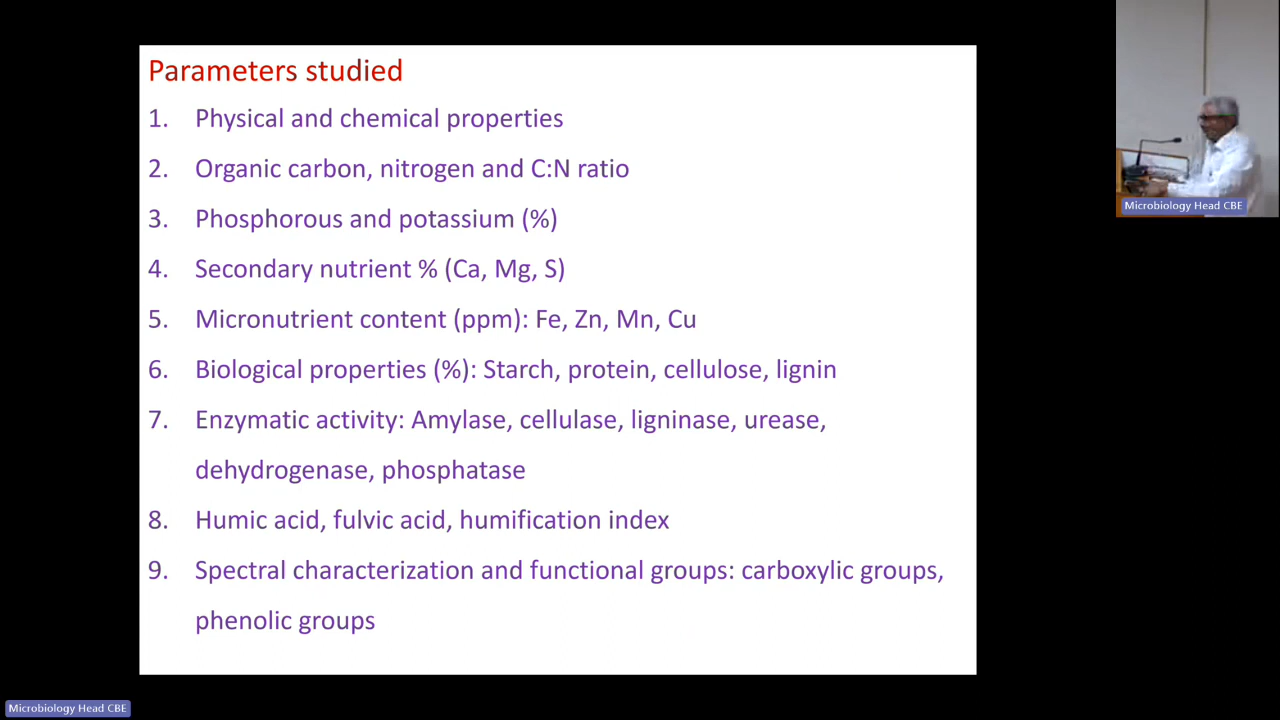 Parameters studied
1. Physical and chemical properties
2. Organic carbon, nitrogen and C:N ratio
3. Phosphorous and potassium (%)
4. Secondary nutrient % (Ca, Mg, S)
5. Micronutrient content (ppm): Fe, Zn, Mn, Cu
6. Biological properties (%): Starch, protein, cellulose, lignin
7. Enzymatic activity: Amylase, cellulase, ligninase, urease,
dehydrogenase, phosphatase
8. Humic acid, fulvic acid, humification index
9. Spectral characterization and functional groups: carboxylic groups,
phenolic groups
Microbiology Head CBE
Microbiology Head CBE